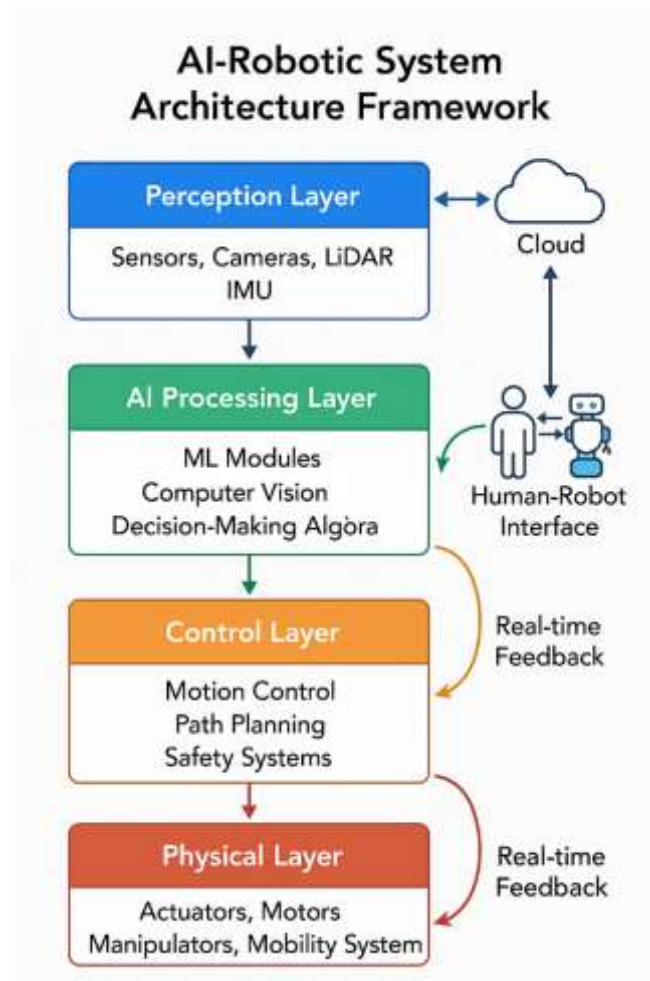 AI-Robotic System
Architecture Framework
Perception Layer
Sensors, Cameras, LiDAR
IMU
Cloud
AI Processing Layer
ML Modules
Computer Vision
Decision-Making Algòra
Human-Robot
Interface
Control Layer
Motion Control
Path Planning
Safety Systems
Real-time
Feedback
Physical Layer
Actuators, Motors
Manipulators, Mobility System
Real-time
Feedback